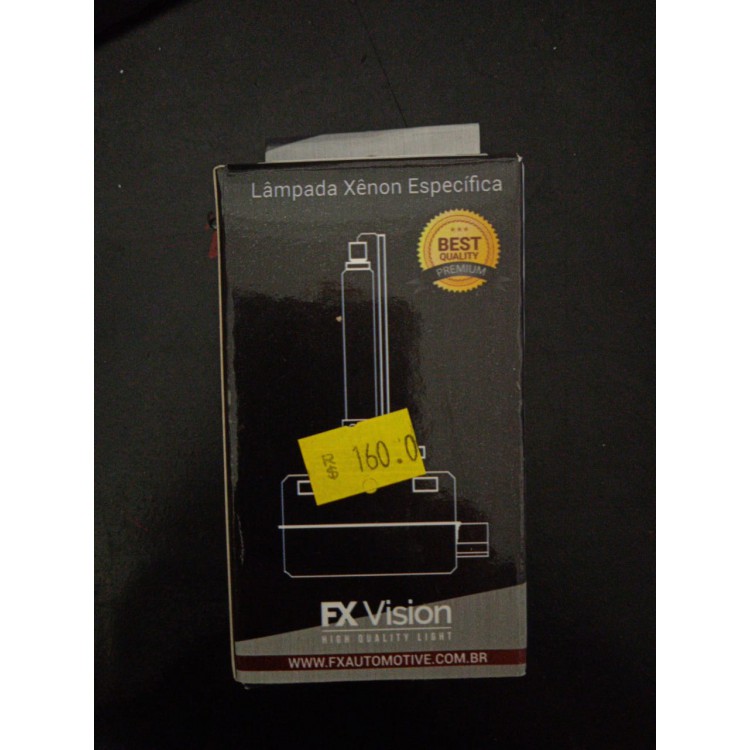 Lâmpada Xênon Específica
BEST
QUALITY
PREMIUM
R$ 160.0
FX Vision
HIGH QUALITY LIGHT
WWW.FXAUTOMOTIVE.COM.BR